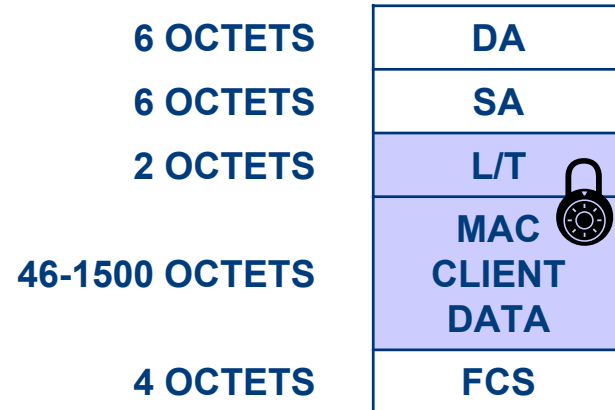 6 OCTETS DA
6 OCTETS SA
2 OCTETS L/T
MAC
46-1500 OCTETS CLIENT
DATA
4 OCTETS FCS